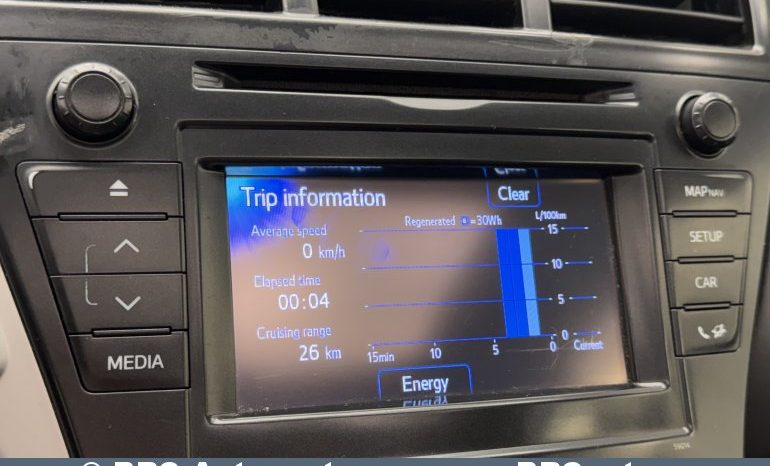 MAP NAV
MEDIA
SETUP
CAR
Trip information
Clear
Average speed
0 km/h
Elapsed time
00:04
Cruising range
26 km
Regenerated =30Wh
L/100km
15
10
5
0
15min 10 5 0 Current
Energy
59014